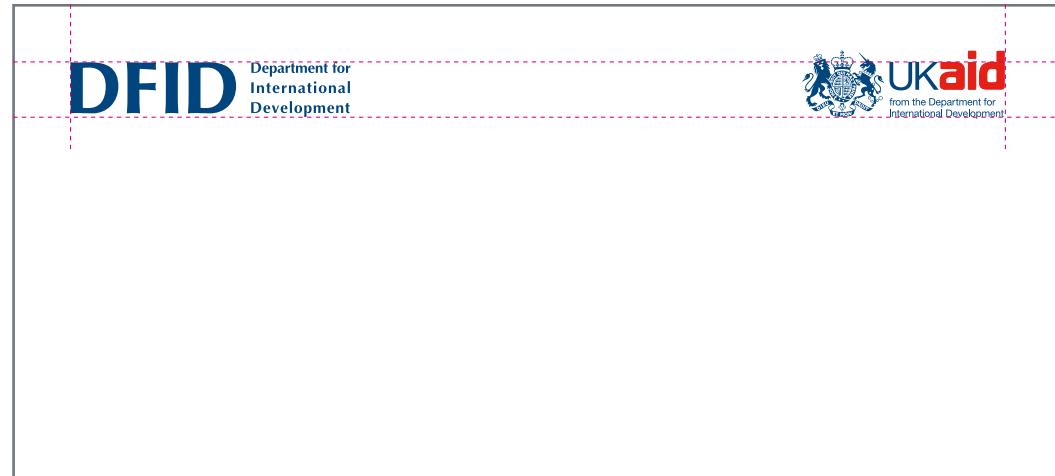 DFID
Department for
International
Development
UKaid
from the Department for
International Development